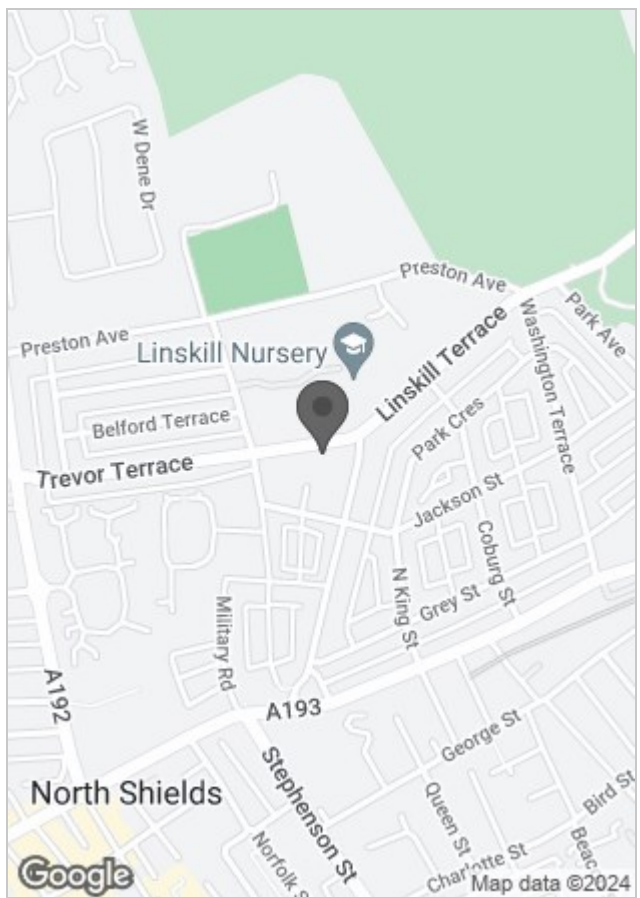 W Dene Dr
Preston Ave
Preston Ave
Park Ave
Linskill Nursery
Linskill Terrace
Washington Terrace
Belford Terrace
Park Cres
Trevor Terrace
Jackson St
Coburg St
N King St
Grey St
Military Rd
A192
A193
George St
North Shields
Stephenson St
Queen St
Bird St
Norfolk S
Charlotte St
Beac
Google
Map data ©2024